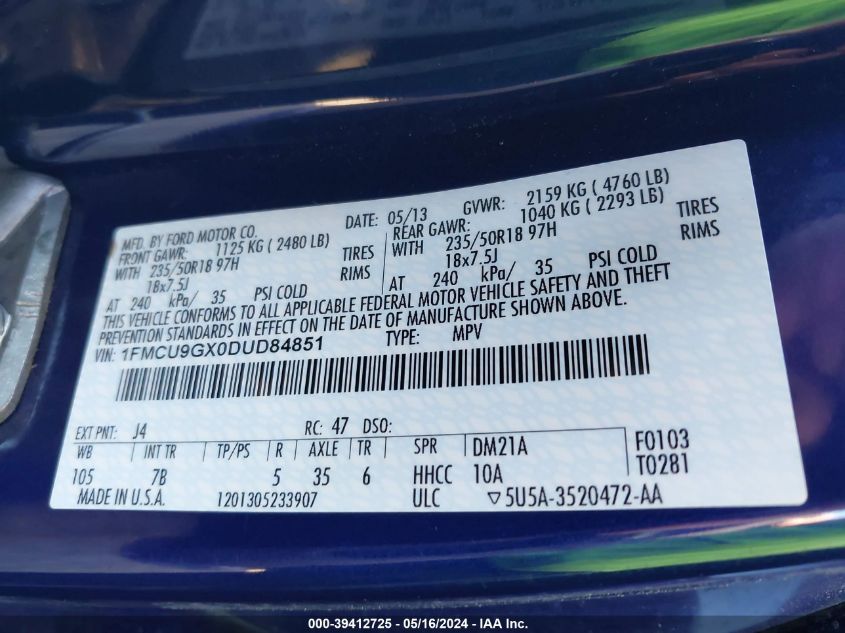 MFD. BY FORD MOTOR CO. DATE: 05/13 GVWR: 2159 KG ( 4760 LB)
FRONT GAWR: 1125 KG ( 2480 LB) REAR GAWR: 1040 KG ( 2293 LB)
WITH 235/50R18 97H TIRES WITH 235/50R18 97H TIRES
18x7.5J RIMS 18x7.5J RIMS
AT 240 kPa/ 35 PSI COLD AT 240 kPa/ 35 PSI COLD
THIS VEHICLE CONFORMS TO ALL APPLICABLE FEDERAL MOTOR VEHICLE SAFETY AND THEFT
PREVENTION STANDARDS IN EFFECT ON THE DATE OF MANUFACTURE SHOWN ABOVE.
VIN: 1FMCU9GX0DUD84851 TYPE: MPV
EXT PNT: J4 RC: 47 DSO:
WB INT TR TP/PS R AXLE TR SPR DM21A F0103
105 7B 5 35 6 HHCC 10A T0281
MADE IN U.S.A. 1201305233907 ULC ▽5U5A-3520472-AA
000-39412725 - 05/16/2024 - IAAI Inc.